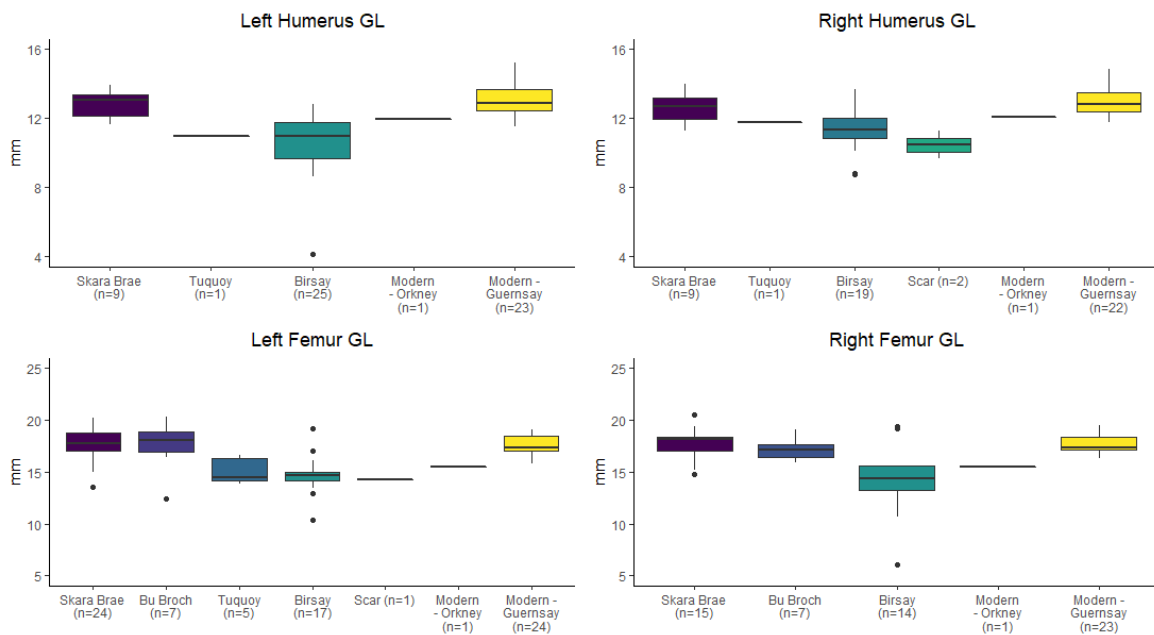 Left Humerus GL
16
12
8
4
mm
Skara Brae
(n=9)
Tuquoy
(n=1)
Birsay
(n=25)
Modern
- Orkney
(n=1)
Modern -
Guernsay
(n=23)
Right Humerus GL
16
12
8
4
mm
Skara Brae
(n=9)
Tuquoy
(n=1)
Birsay
(n=19)
Scar (n=2)
Modern
- Orkney
(n=1)
Modern -
Guernsay
(n=22)
Left Femur GL
25
20
15
10
5
mm
Skara Brae
(n=24)
Bu Broch
(n=7)
Tuquoy
(n=5)
Birsay
(n=17)
Scar (n=1)
Modern
- Orkney
(n=1)
Modern -
Guernsay
(n=24)
Right Femur GL
25
20
15
10
5
mm
Skara Brae
(n=15)
Bu Broch
(n=7)
Birsay
(n=14)
Modern
- Orkney
(n=1)
Modern -
Guernsay
(n=23)